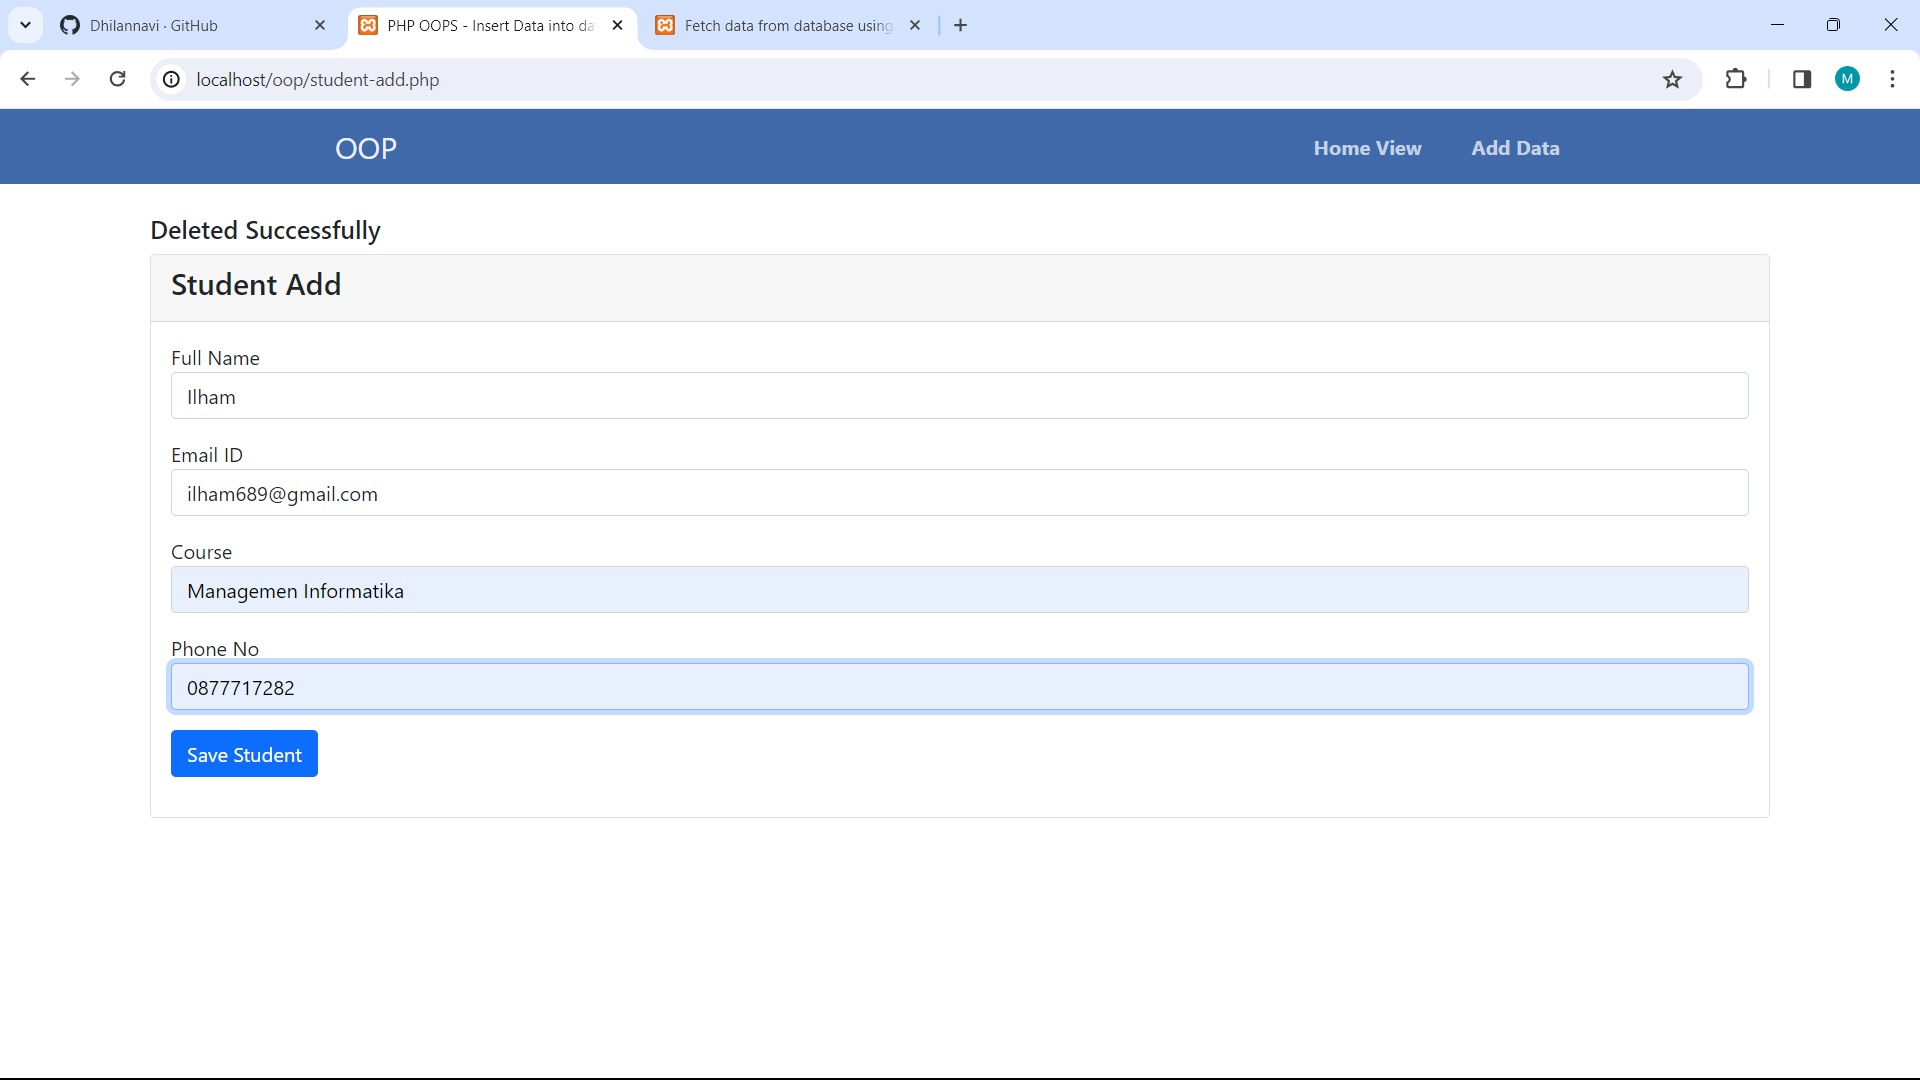 Dhilannavi · GitHub
PHP OOPS - Insert Data into da
Fetch data from database using
localhost/oop/student-add.php
M
OOP
Home View
Add Data
Deleted Successfully
Student Add
Full Name
Ilham
Email ID
ilham689@gmail.com
Course
Managemen Informatika
Phone No
0877717282
Save Student